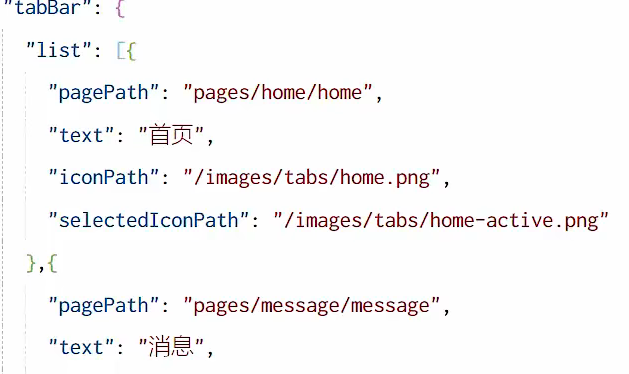 "tabBar": {
"list": [{
"pagePath": "pages/home/home",
"text": "首页",
"iconPath": "/images/tabs/home.png",
"selectedIconPath": "/images/tabs/home-active.png"
},{
"pagePath": "pages/message/message",
"text": "消息",